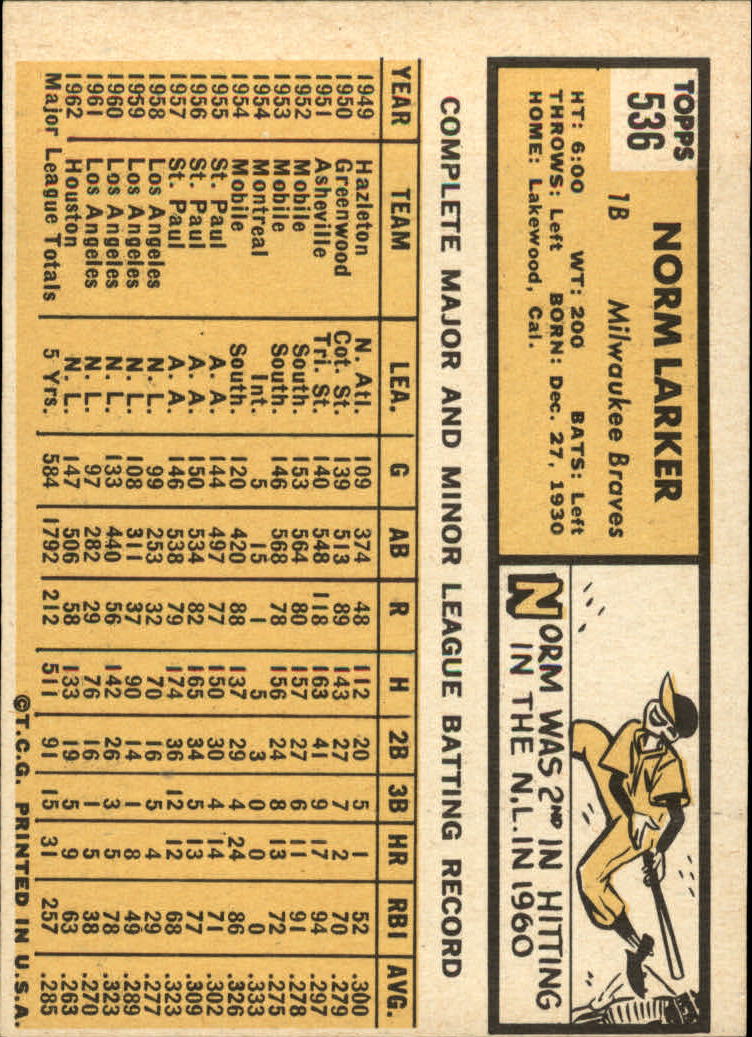 TOPPS
536
NORM LARKER
1B Milwaukee Braves
HT: 6:00 WT: 200 BATS: Left
THROWS: Left BORN: Dec. 27, 1930
HOME: Lakewood, Cal.
NORM WAS 2ND IN HITTING
IN THE N.L. IN 1960
COMPLETE MAJOR AND MINOR LEAGUE BATTING RECORD
YEAR TEAM LEA. G AB R H 2B 3B HR RBI AVG.
1949 Hazleton N. Atl. 109 374 48 112 20 5 1 52 .300
1950 Greenwood Cot. St. 139 513 89 143 27 7 2 70 .279
1951 Asheville Tri. St. 140 548 118 163 41 9 17 94 .297
1952 Mobile South. 153 564 80 157 27 6 11 91 .278
1953 Mobile South. 146 568 78 156 24 8 13 72 .275
1954 Montreal Int. 5 15 1 5 3 0 0 0 .333
1954 Mobile South. 120 420 88 137 29 4 24 86 .326
1955 St. Paul A. A. 144 497 77 150 30 4 14 71 .302
1956 St. Paul A. A. 150 534 82 165 34 5 13 77 .309
1957 St. Paul A. A. 146 538 79 174 36 12 12 68 .323
1958 Los Angeles N. L. 99 253 32 70 16 5 4 29 .277
1959 Los Angeles N. L. 108 311 37 90 14 1 8 49 .289
1960 Los Angeles N. L. 133 440 56 142 26 3 5 78 .323
1961 Los Angeles N. L. 97 282 29 76 16 1 5 38 .270
1962 Houston N. L. 147 506 58 133 19 5 9 63 .263
Major League Totals 5 Yrs. 584 1792 212 511 91 15 31 257 .285
©T.C.G. PRINTED IN U.S.A.